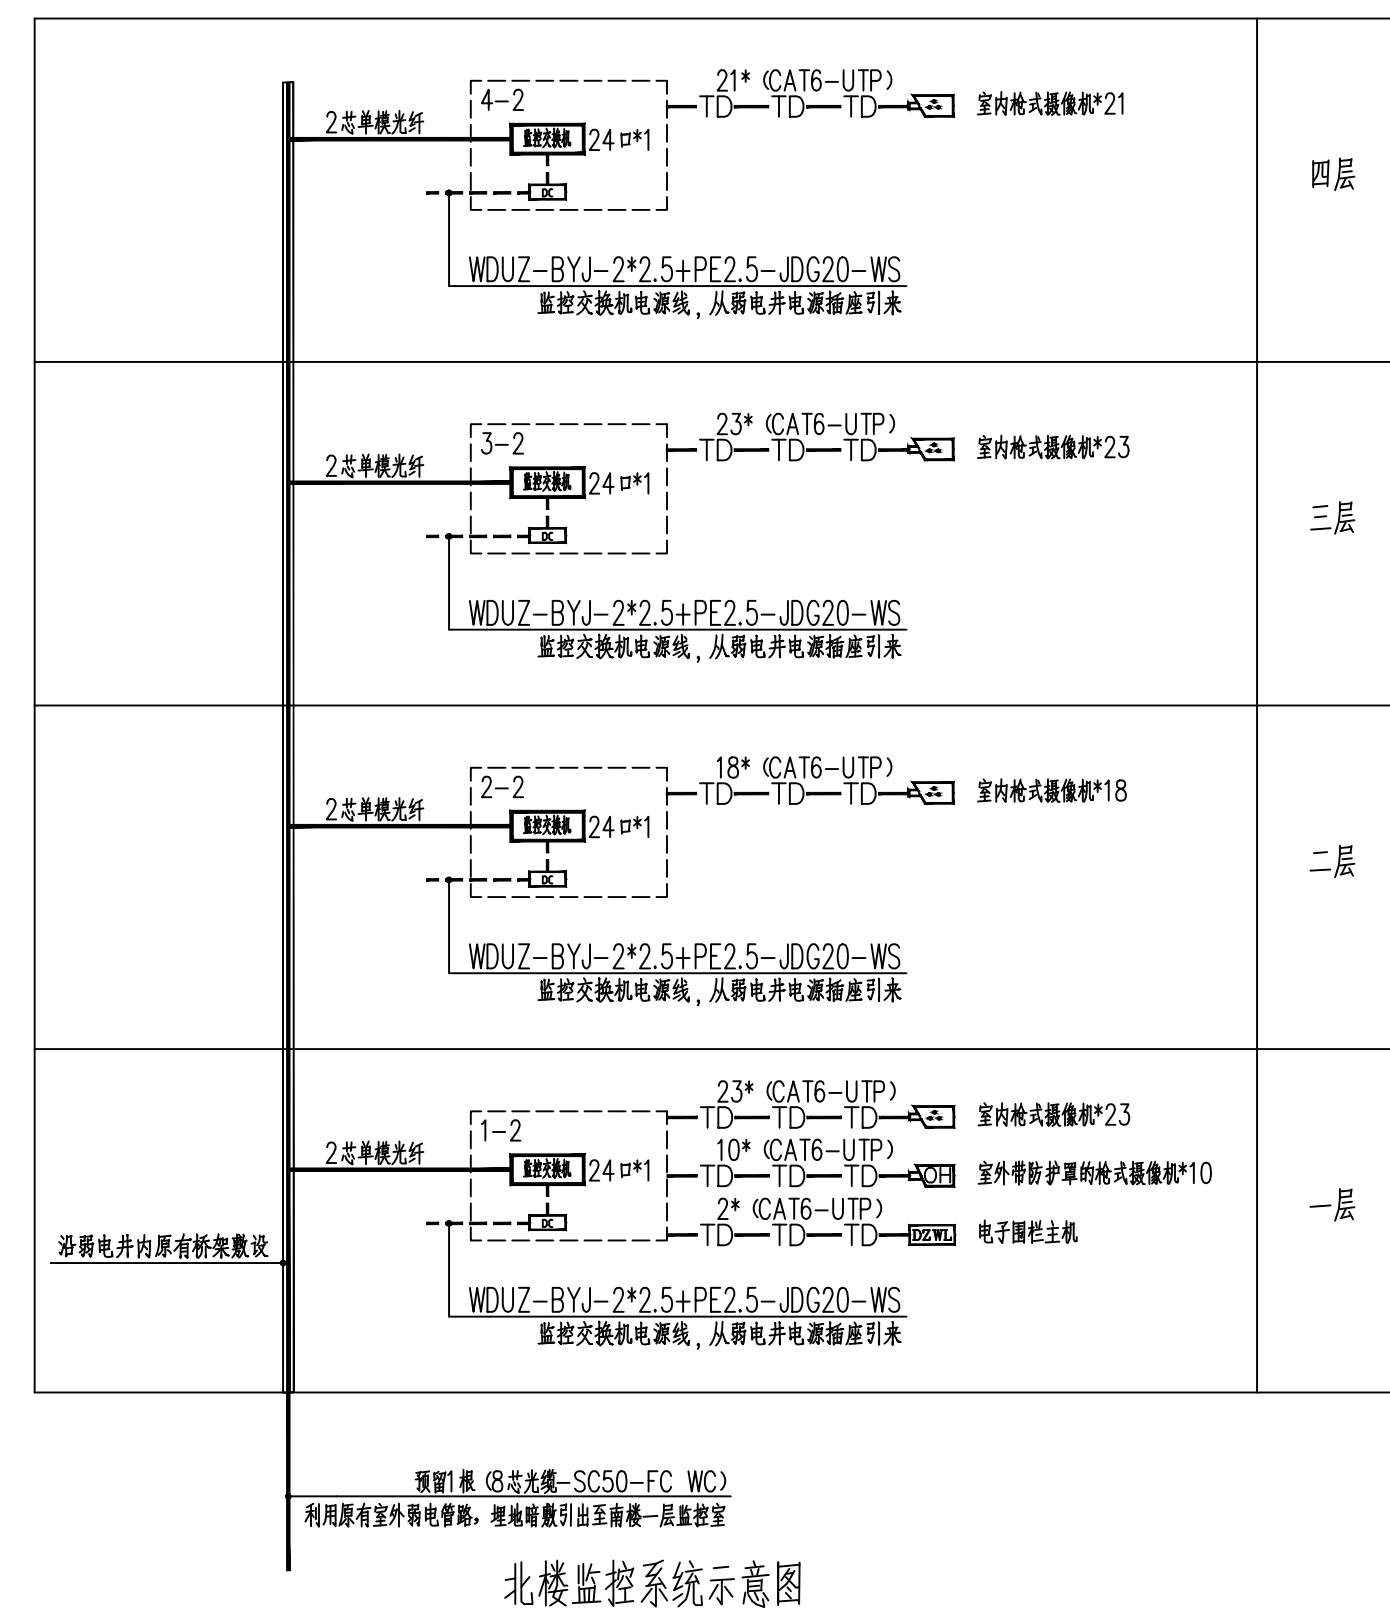 21* (CAT6-UTP)
4-2
TD TD TD
室内枪式摄像机*21
2芯单模光纤
监控交换机 24口*1
四层
DC
WDUZ-BYJ-2*2.5+PE2.5-JDG20-WS
监控交换机电源线, 从弱电井电源插座引来
23* (CAT6-UTP)
3-2
TD TD TD
室内枪式摄像机*23
2芯单模光纤
监控交换机 24口*1
三层
DC
WDUZ-BYJ-2*2.5+PE2.5-JDG20-WS
监控交换机电源线, 从弱电井电源插座引来
18* (CAT6-UTP)
2-2
TD TD TD
室内枪式摄像机*18
2芯单模光纤
监控交换机 24口*1
二层
DC
WDUZ-BYJ-2*2.5+PE2.5-JDG20-WS
监控交换机电源线, 从弱电井电源插座引来
23* (CAT6-UTP)
TD TD TD
室内枪式摄像机*23
1-2
10* (CAT6-UTP)
2芯单模光纤
监控交换机 24口*1
TD TD TD OH
室外带防护罩的枪式摄像机*10
一层
2* (CAT6-UTP)
DC
TD TD TD DZWL
电子围栏主机
沿弱电井内原有桥架敷设
WDUZ-BYJ-2*2.5+PE2.5-JDG20-WS
监控交换机电源线, 从弱电井电源插座引来
预留1根 (8芯光缆-SC50-FC WC)
利用原有室外弱电管路，埋地暗敷引出至南楼一层监控室
北楼监控系统示意图